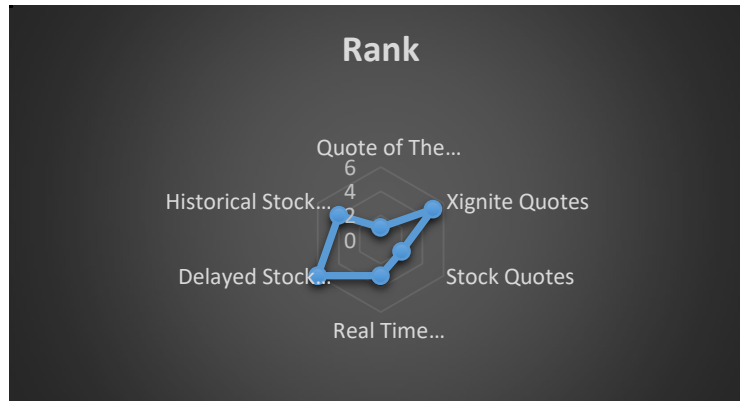 Rank
Quote of The...
6
4
2
0
Historical Stock...
Xignite Quotes
Delayed Stock...
Stock Quotes
Real Time...